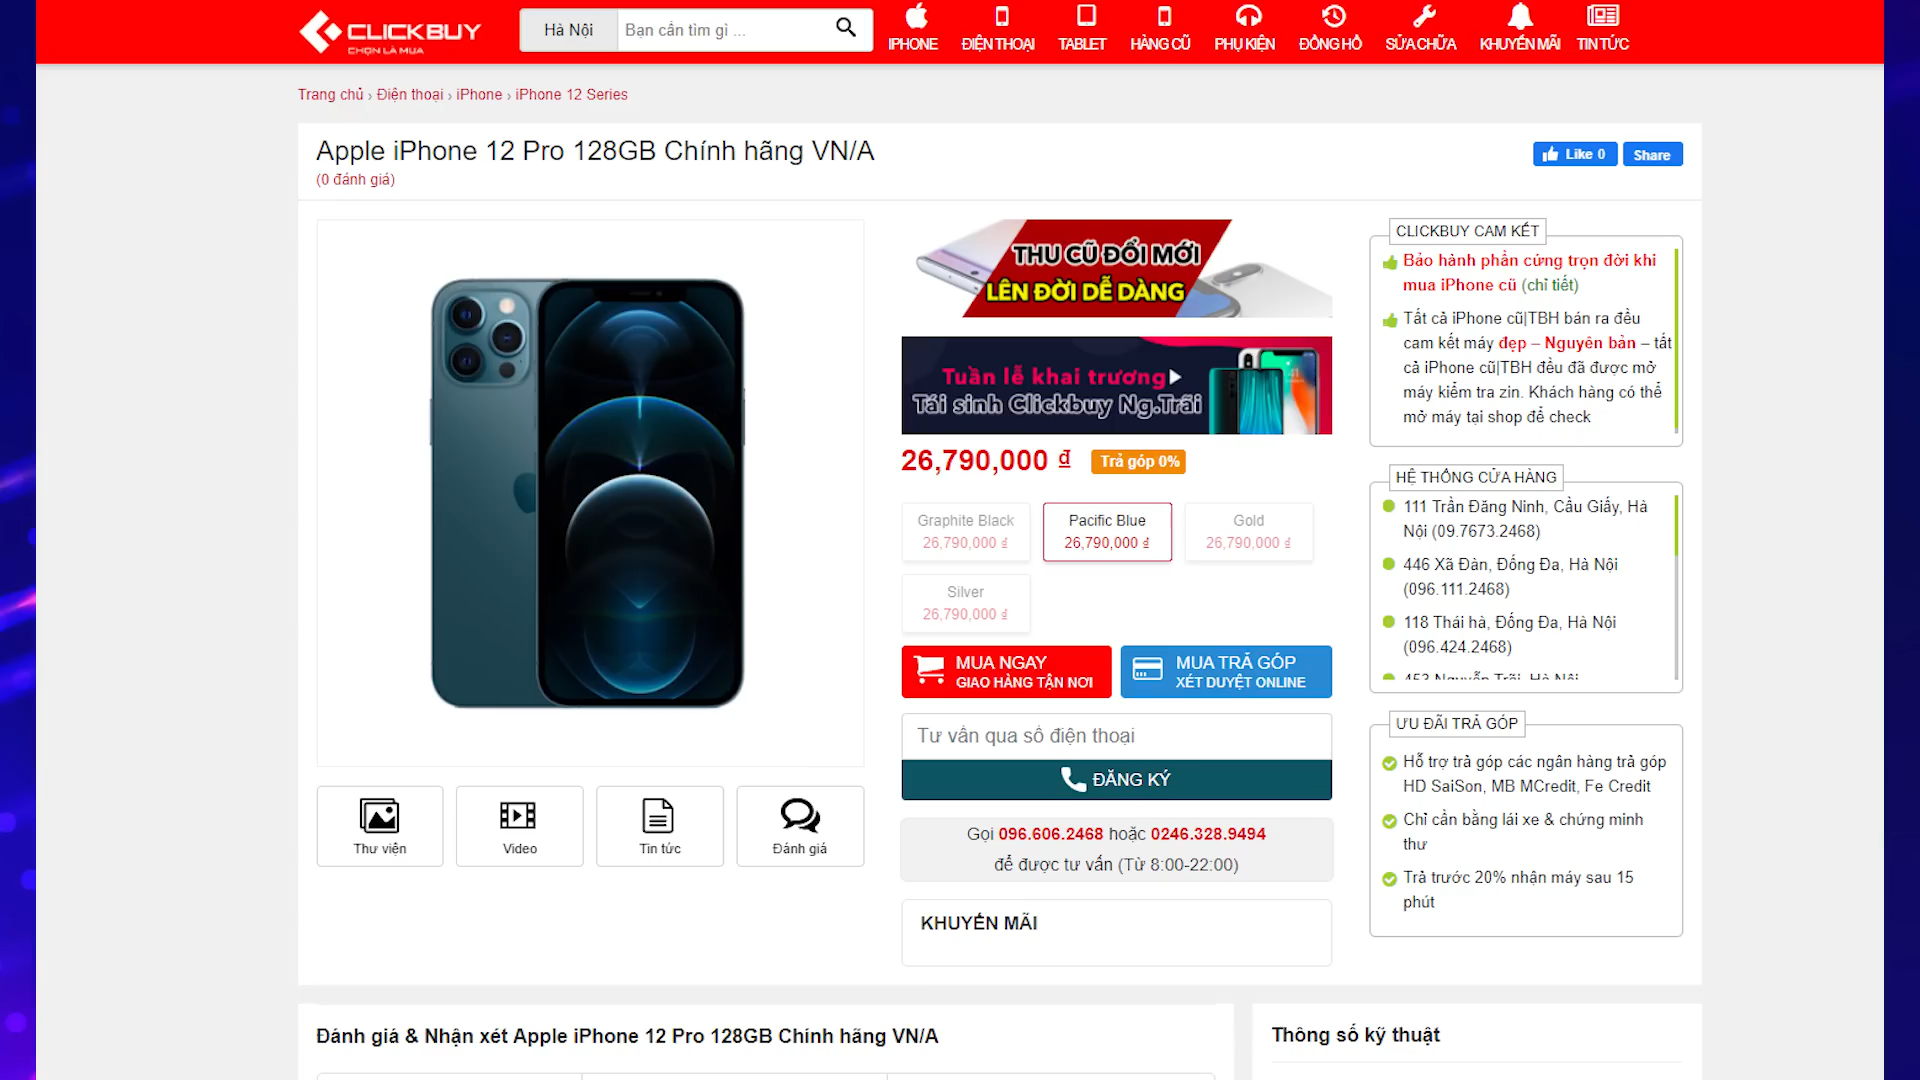 CLICKBUY
CHỌN LÀ MUA
Hà Nội
Bạn cần tìm gì ...
IPHONE
ĐIỆN THOẠI
TABLET
HÀNG CŨ
PHỤ KIỆN
ĐỒNG HỒ
SỬA CHỮA
KHUYẾN MÃI
TIN TỨC
Trang chủ › Điện thoại › iPhone › iPhone 12 Series
Apple iPhone 12 Pro 128GB Chính hãng VN/A
(0 đánh giá)
Like 0
Share
THU CŨ ĐỔI MỚI
LÊN ĐỜI DỄ DÀNG
Tuần lễ khai trương
Tái sinh Clickbuy Ng.Trãi
26,790,000 ₫
Trả góp 0%
Graphite Black
26,790,000 ₫
Pacific Blue
26,790,000 ₫
Gold
26,790,000 ₫
Silver
26,790,000 ₫
MUA NGAY
GIAO HÀNG TẬN NƠI
MUA TRẢ GÓP
XÉT DUYỆT ONLINE
Tư vấn qua số điện thoại
ĐĂNG KÝ
Gọi 096.606.2468 hoặc 0246.328.9494
để được tư vấn (Từ 8:00-22:00)
KHUYẾN MÃI
Thư viện
Video
Tin tức
Đánh giá
CLICKBUY CAM KẾT
Bảo hành phần cứng trọn đời khi
mua iPhone cũ (chi tiết)
Tất cả iPhone cũ|TBH bán ra đều
cam kết máy đẹp – Nguyên bản – tất
cả iPhone cũ|TBH đều đã được mở
máy kiểm tra zin. Khách hàng có thể
mở máy tại shop để check
HỆ THỐNG CỬA HÀNG
111 Trần Đăng Ninh, Cầu Giấy, Hà
Nội (09.7673.2468)
446 Xã Đàn, Đống Đa, Hà Nội
(096.111.2468)
118 Thái hà, Đống Đa, Hà Nội
(096.424.2468)
453 Nguyễn Trãi, Hà Nội
ƯU ĐÃI TRẢ GÓP
Hỗ trợ trả góp các ngân hàng trả góp
HD SaiSon, MB MCredit, Fe Credit
Chỉ cần bằng lái xe & chứng minh
thư
Trả trước 20% nhận máy sau 15
phút
Đánh giá & Nhận xét Apple iPhone 12 Pro 128GB Chính hãng VN/A
Thông số kỹ thuật